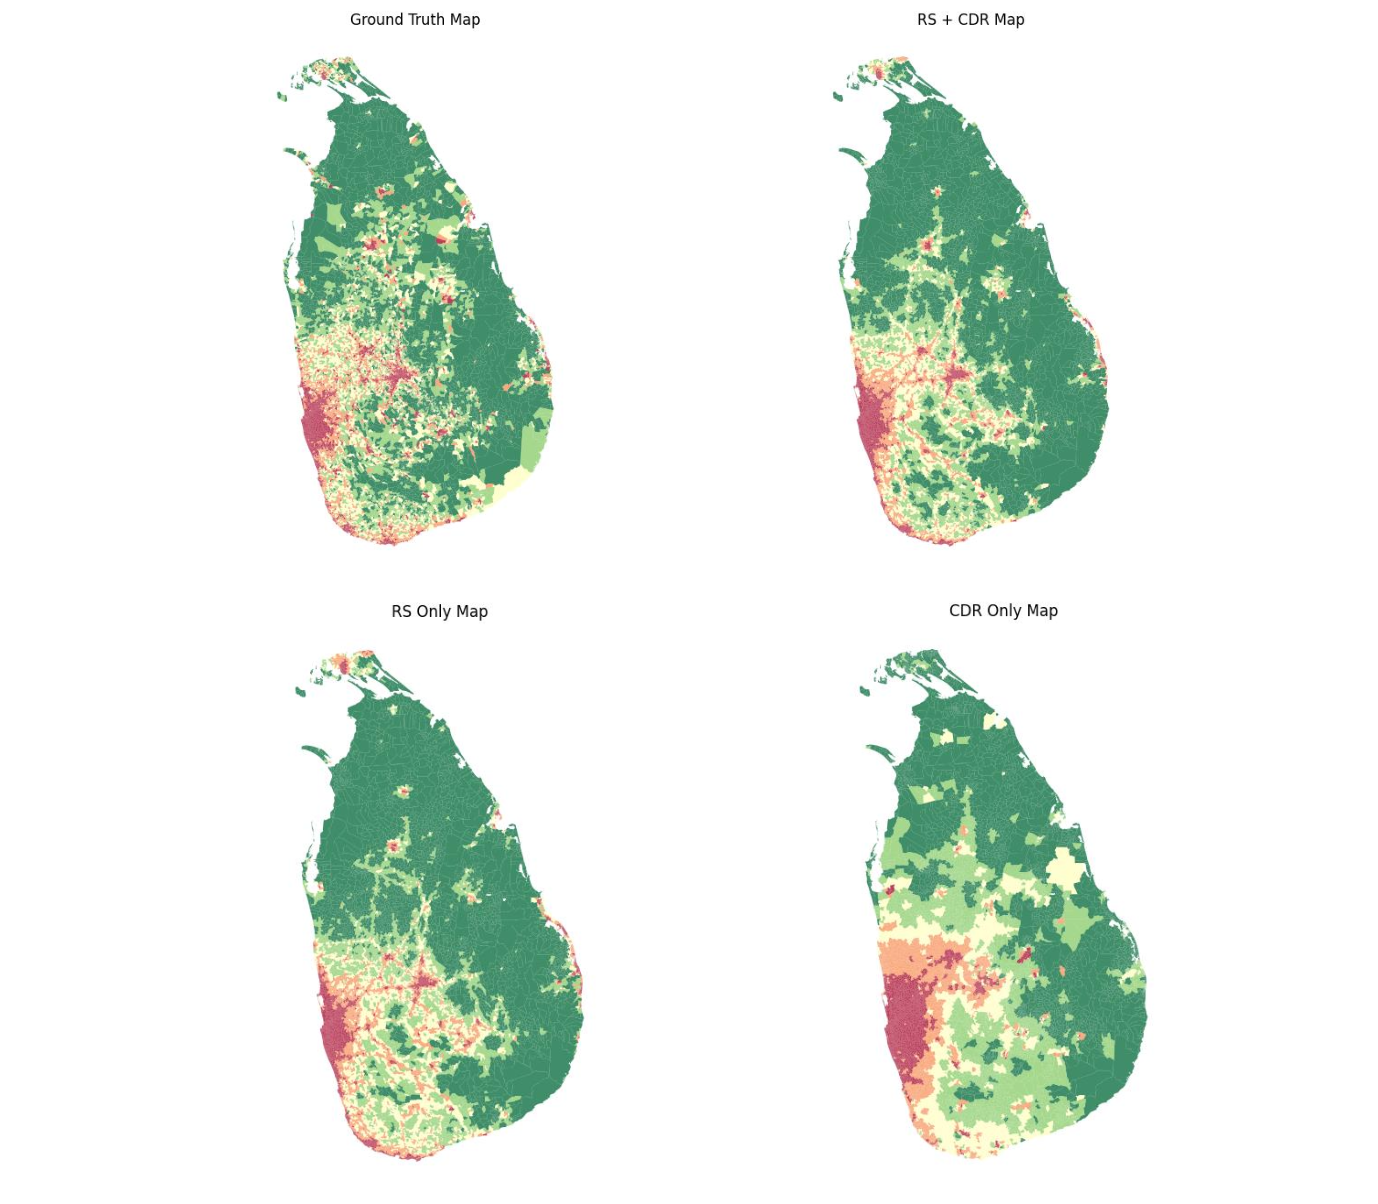 Ground Truth Map
RS + CDR Map
RS Only Map
CDR Only Map